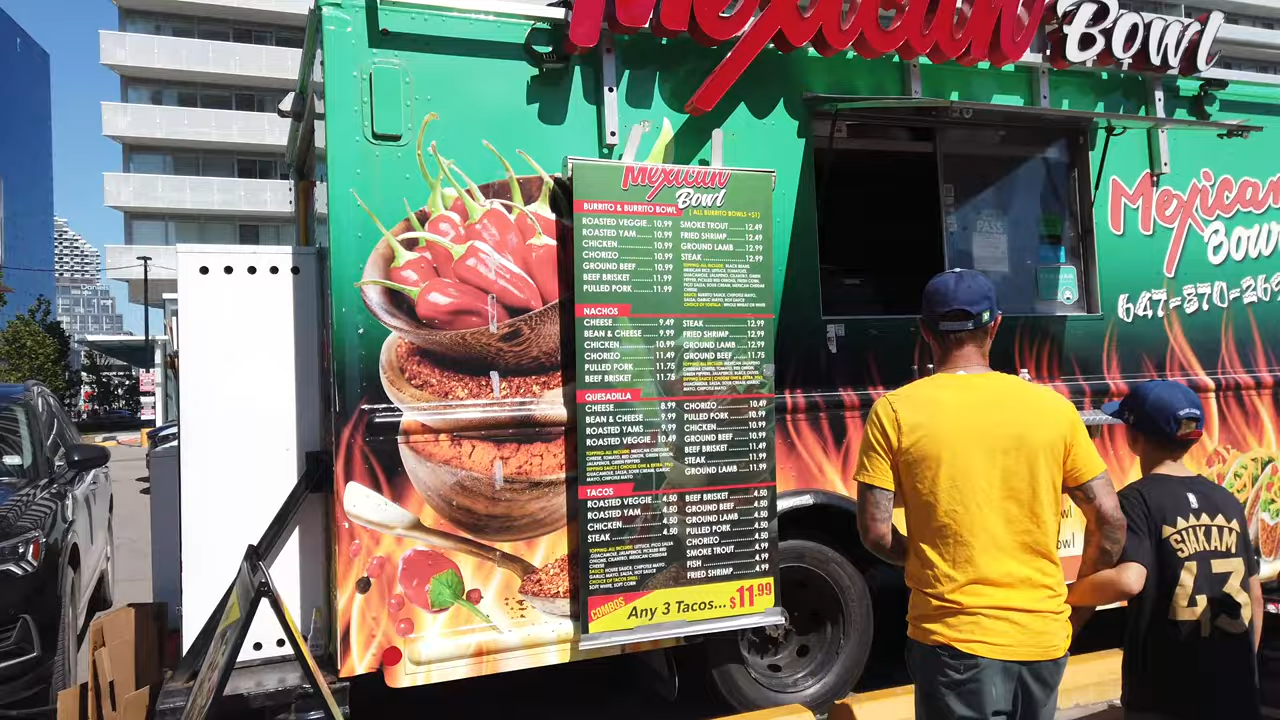 Mexican
Bowl
Mexican
Bowl
BURRITO & BURRITO BOWL ( ALL BURRITO BOWLS +$1)
ROASTED VEGGIE.. 10.99
ROASTED YAM....... 10.99
CHICKEN.................. 10.99
CHORIZO................. 10.99
GROUND BEEF......... 10.99
BEEF BRISKET......... 11.99
PULLED PORK......... 11.99
SMOKE TROUT........ 12.49
FRIED SHRIMP......... 12.49
GROUND LAMB....... 12.99
STEAK........................ 12.99
NACHOS
CHEESE..................... 9.49
BEAN & CHEESE....... 9.99
CHICKEN.................. 10.99
CHORIZO................. 11.49
PULLED PORK......... 11.75
BEEF BRISKET......... 11.75
STEAK........................ 12.99
FRIED SHRIMP......... 12.99
GROUND LAMB....... 12.99
GROUND BEEF......... 11.75
QUESADILLA
CHEESE..................... 8.99
BEAN & CHEESE....... 9.99
ROASTED YAMS....... 9.99
ROASTED VEGGIE.. 10.49
CHORIZO................. 10.49
PULLED PORK......... 10.99
CHICKEN.................. 10.99
GROUND BEEF......... 10.99
BEEF BRISKET......... 11.49
STEAK........................ 11.99
GROUND LAMB....... 11.99
TACOS
ROASTED VEGGIE.... 4.50
ROASTED YAM......... 4.50
CHICKEN.................... 4.50
STEAK........................ 4.50
BEEF BRISKET........... 4.50
GROUND BEEF........... 4.50
GROUND LAMB......... 4.50
PULLED PORK........... 4.50
CHORIZO................... 4.50
SMOKE TROUT.......... 4.99
FISH............................ 4.99
FRIED SHRIMP........... 4.99
COMBOS Any 3 Tacos... $11.99
PASS
Mexican
Bowl
SIAKAM
43